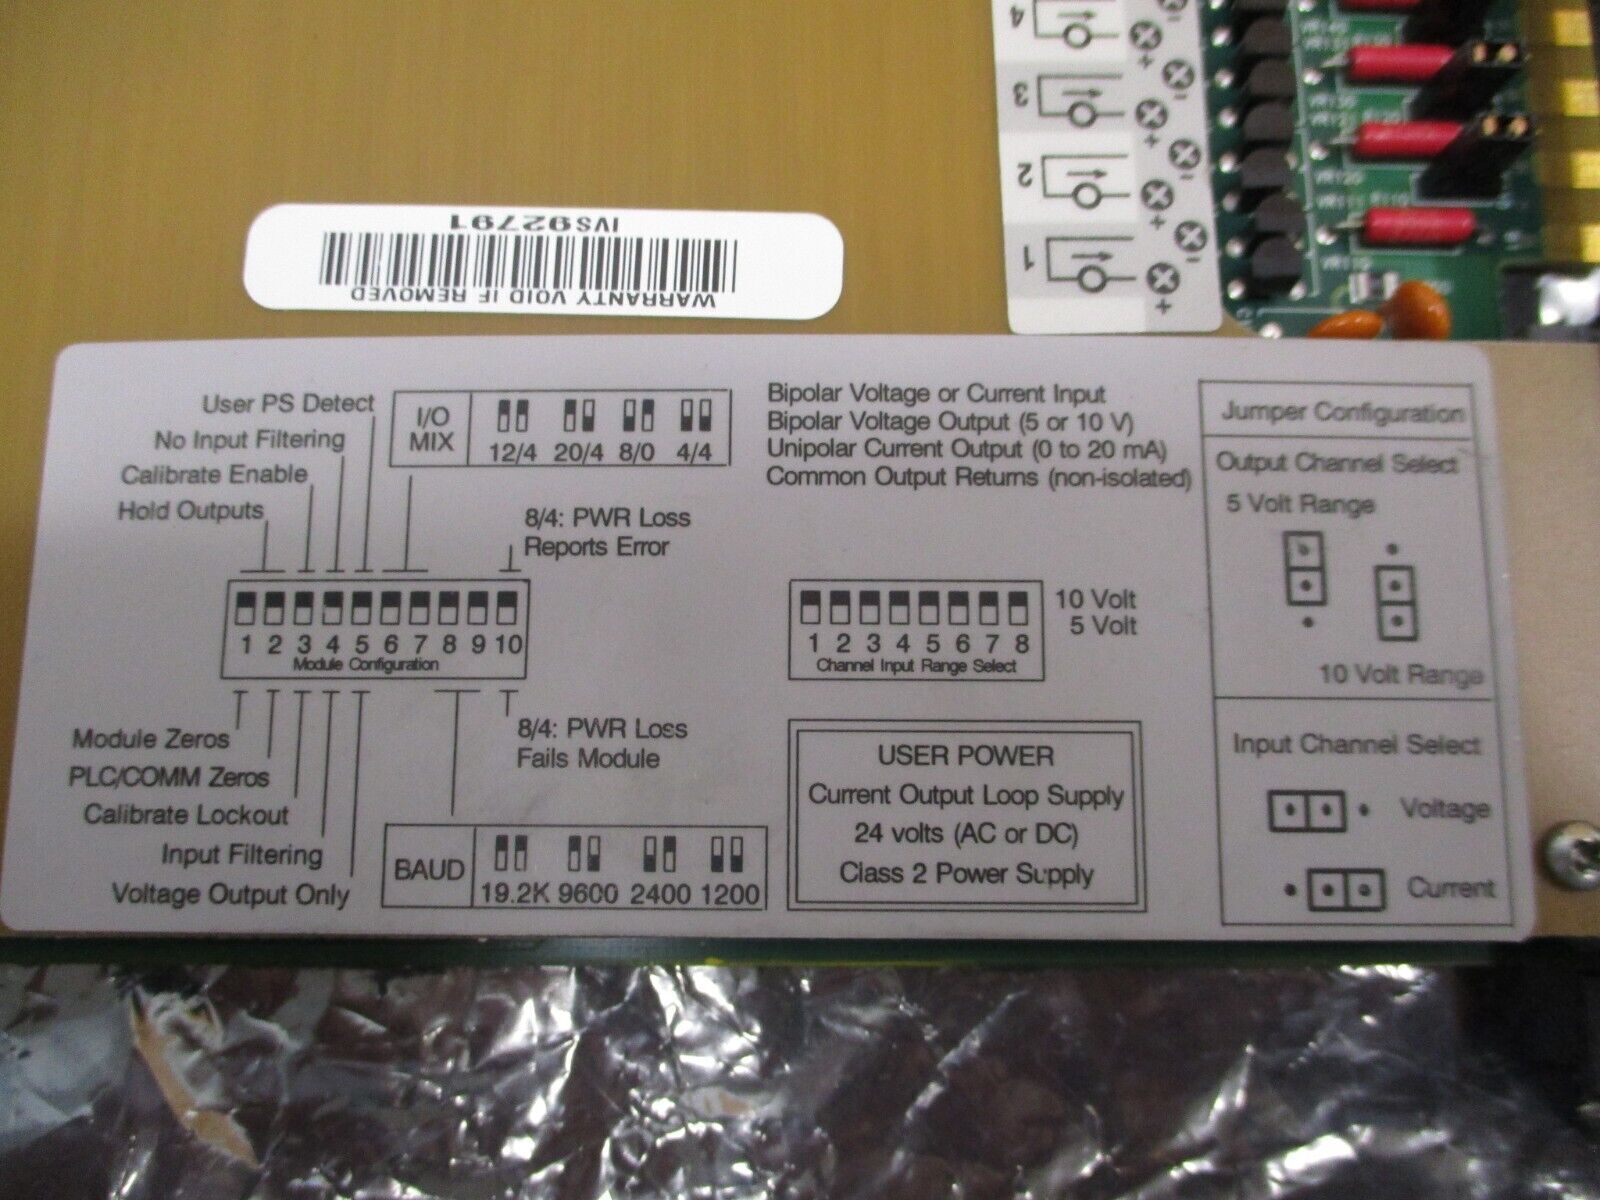 4
3
2
1
IVS92791
WARRANTY VOID IF REMOVED
User PS Detect
No Input Filtering
Calibrate Enable
Hold Outputs
I/O
MIX
12/4 20/4 8/0 4/4
8/4: PWR Loss
Reports Error
1 2 3 4 5 6 7 8 9 10
Module Configuration
Module Zeros
PLC/COMM Zeros
Calibrate Lockout
Input Filtering
Voltage Output Only
8/4: PWR Loss
Fails Module
BAUD
19.2K 9600 2400 1200
Bipolar Voltage or Current Input
Bipolar Voltage Output (5 or 10 V)
Unipolar Current Output (0 to 20 mA)
Common Output Returns (non-isolated)
10 Volt
5 Volt
1 2 3 4 5 6 7 8
Channel Input Range Select
USER POWER
Current Output Loop Supply
24 volts (AC or DC)
Class 2 Power Supply
Jumper Configuration
Output Channel Select
5 Volt Range
10 Volt Range
Input Channel Select
Voltage
Current